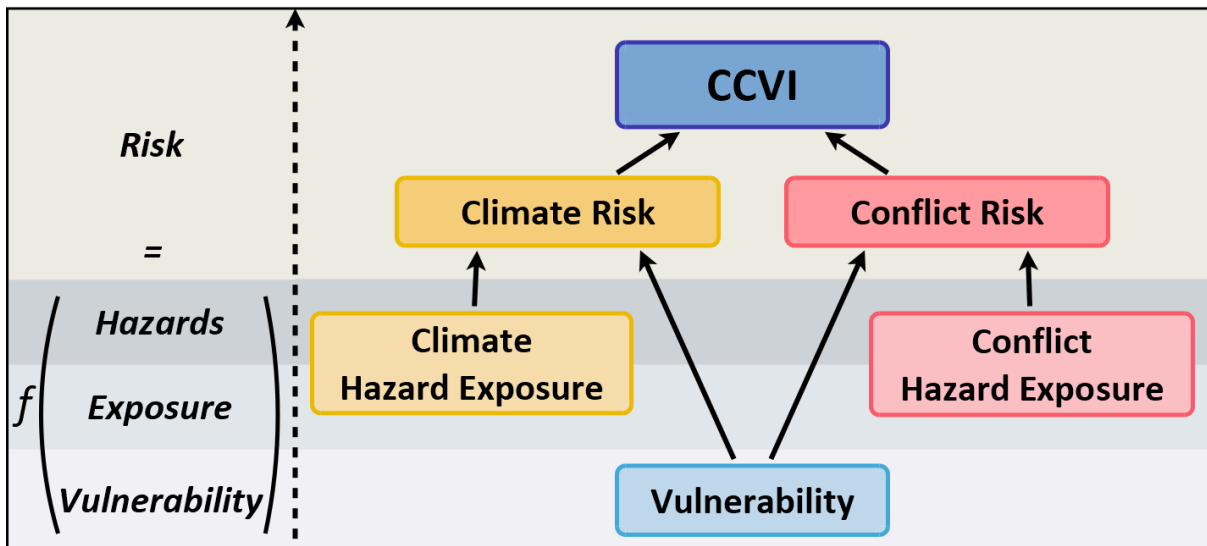 Risk
=
f
Hazards
Exposure
Vulnerability
CCVI
Climate Risk
Conflict Risk
Climate
Hazard Exposure
Conflict
Hazard Exposure
Vulnerability